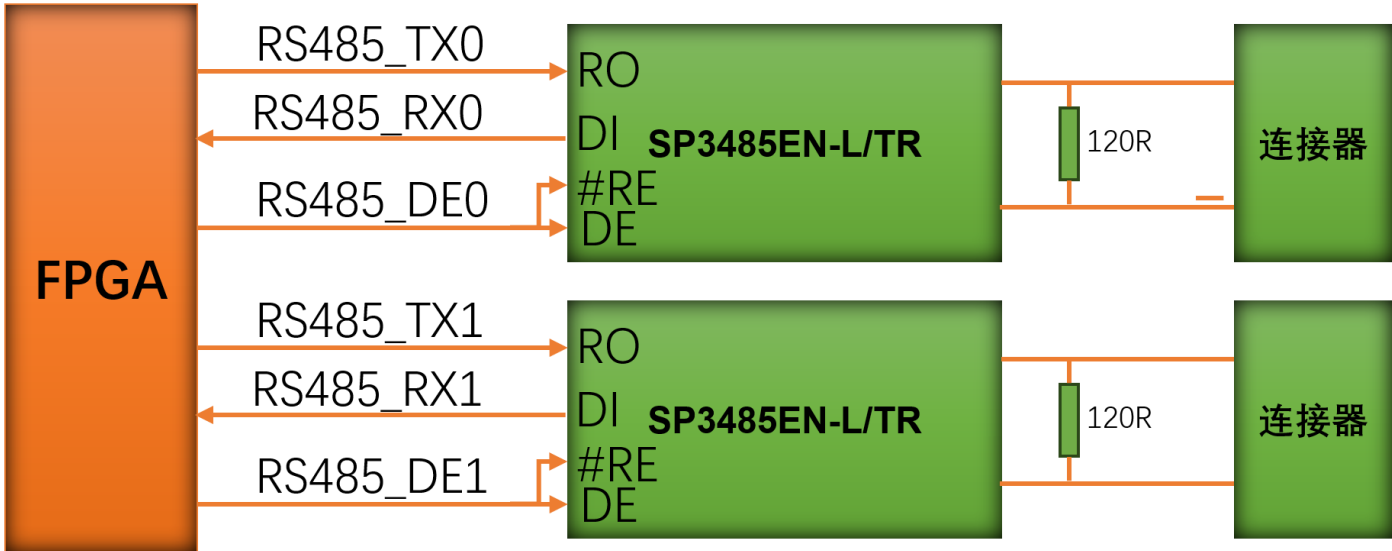 FPGA
RS485_TX0
RS485_RX0
RS485_DE0
RO
DI
#RE
DE
SP3485EN-L/TR
120R
连接器
RS485_TX1
RS485_RX1
RS485_DE1
RO
DI
#RE
DE
SP3485EN-L/TR
120R
连接器